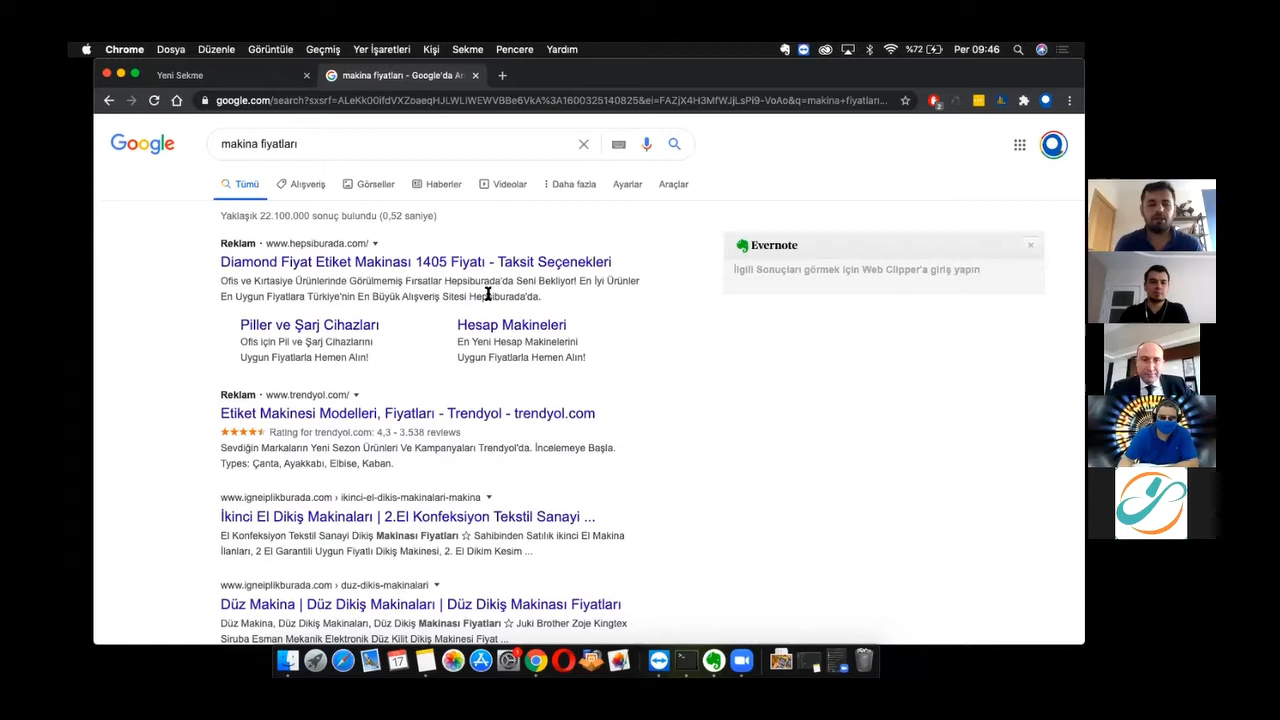 Chrome Dosya Düzenle Görüntüle Geçmiş Yer İşaretleri Kişi Sekme Pencere Yardım %72 Per 09:46
Yeni Sekme
makina fiyatları - Google'da Ar
google.com/search?sxsrf=ALeKk00ifdVXZoaeqHJLWLIWEWVBBe6VkA%3A1600325140825&ei=FAZjX4H3MfWJjLsPi9-VoAo&q=makina+fiyatları...
2
Google
makina fiyatları
Tümü Alışveriş Görseller Haberler Videolar Daha fazla Ayarlar Araçlar
Yaklaşık 22.100.000 sonuç bulundu (0,52 saniye)
Reklam · www.hepsiburada.com/
Diamond Fiyat Etiket Makinası 1405 Fiyatı - Taksit Seçenekleri
Ofis ve Kırtasiye Ürünlerinde Görülmemiş Fırsatlar Hepsiburada'da Seni Bekliyor! En İyi Ürünler
En Uygun Fiyatlara Türkiye'nin En Büyük Alışveriş Sitesi Hepsiburada'da.
Piller ve Şarj Cihazları
Ofis için Pil ve Şarj Cihazlarını
Uygun Fiyatlarla Hemen Alın!
Hesap Makineleri
En Yeni Hesap Makinelerini
Uygun Fiyatlarla Hemen Alın!
Reklam · www.trendyol.com/
Etiket Makinesi Modelleri, Fiyatları - Trendyol - trendyol.com
Rating for trendyol.com: 4,3 - 3.538 reviews
Sevdiğin Markaların Yeni Sezon Ürünleri Ve Kampanyaları Trendyol'da. İncelemeye Başla.
Types: Çanta, Ayakkabı, Elbise, Kaban.
www.igneiplikburada.com › ikinci-el-dikis-makinalari-makina
İkinci El Dikiş Makinaları | 2.El Konfeksiyon Tekstil Sanayi ...
El Konfeksiyon Tekstil Sanayi Dikiş Makinası Fiyatları ☆ Sahibinden Satılık ikinci El Makina
İlanları, 2 El Garantili Uygun Fiyatlı Dikiş Makinesi, 2. El Dikim Kesim ...
www.igneiplikburada.com › duz-dikis-makinalari
Düz Makina | Düz Dikiş Makinaları | Düz Dikiş Makinası Fiyatları
Düz Makina, Düz Dikiş Makinaları, Düz Dikiş Makinası Fiyatları ☆ Juki Brother Zoje Kingtex
Siruba Esman Mekanik Elektronik Düz Kilit Dikiş Makinesi Fiyat ...
Evernote
İlgili Sonuçları görmek için Web Clipper'a giriş yapın
17